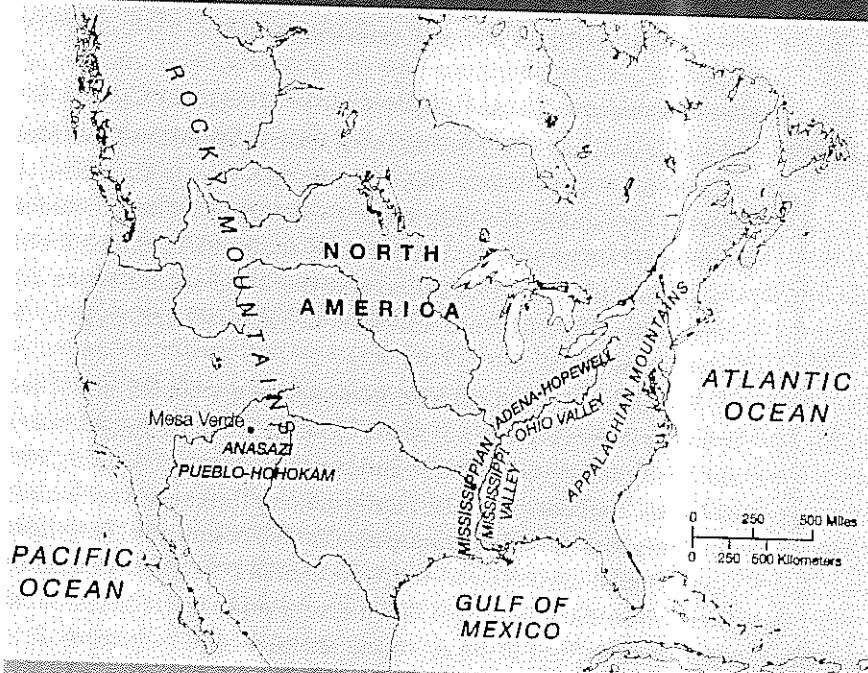 ROCKY MOUNTAINS
NORTH
AMERICA
ADENA-HOPEWELL
OHIO VALLEY
APPALACHIAN MOUNTAINS
ATLANTIC
OCEAN
Mesa Verde
ANASAZI
PUEBLO-HOHOKAM
MISSISSIPPIAN
MISSISSIPPI
VALLEY
0 250 500 Miles
0 250 500 Kilometers
PACIFIC
OCEAN
GULF OF
MEXICO